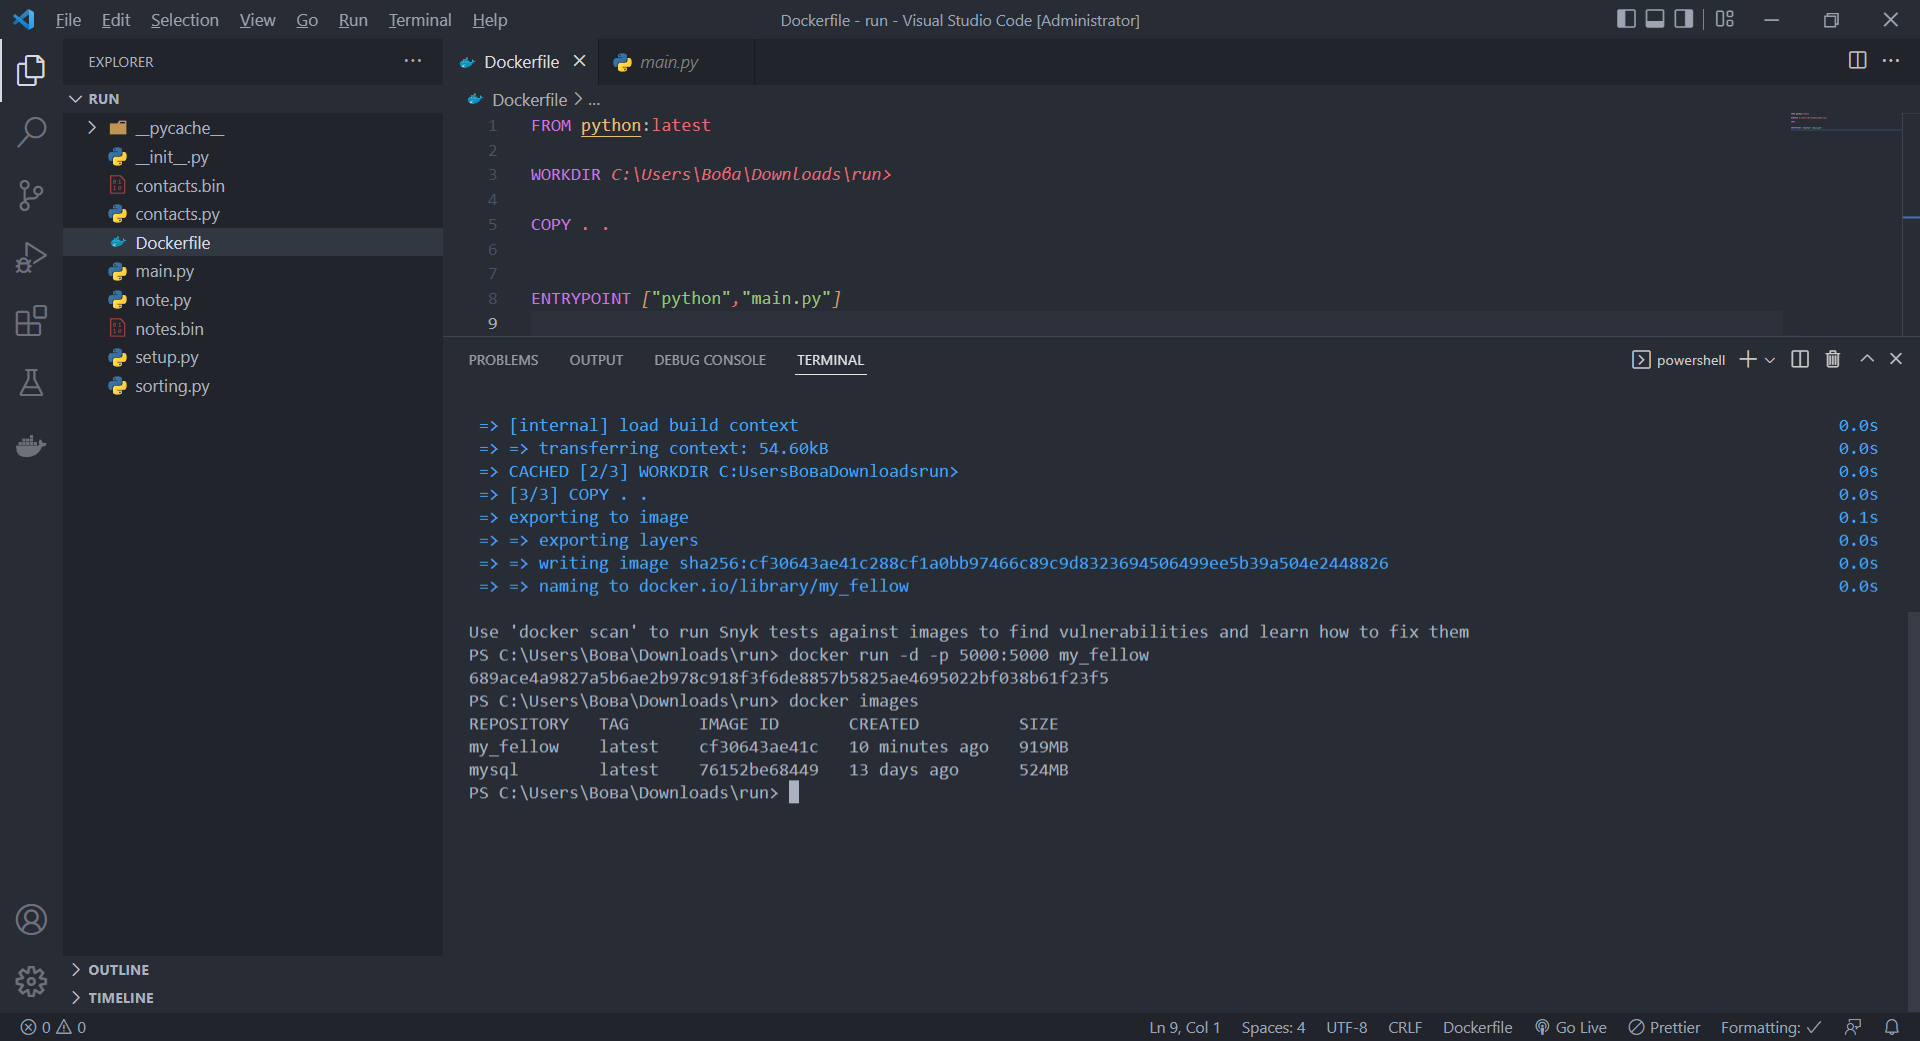 File Edit Selection View Go Run Terminal Help
Dockerfile - run - Visual Studio Code [Administrator]
EXPLORER
RUN
__pycache__
__init__.py
contacts.bin
contacts.py
Dockerfile
main.py
note.py
notes.bin
setup.py
sorting.py
OUTLINE
TIMELINE
Dockerfile
main.py
Dockerfile > ...
1 FROM python:latest
2
3 WORKDIR C:\Users\Вова\Downloads\run>
4
5 COPY . .
6
7
8 ENTRYPOINT ["python","main.py"]
9
PROBLEMS OUTPUT DEBUG CONSOLE TERMINAL
powershell
=> [internal] load build context 0.0s
=> => transferring context: 54.60kB 0.0s
=> CACHED [2/3] WORKDIR C:UsersВоваDownloadsrun> 0.0s
=> [3/3] COPY . . 0.0s
=> exporting to image 0.1s
=> => exporting layers 0.0s
=> => writing image sha256:cf30643ae41c288cf1a0bb97466c89c9d8323694506499ee5b39a504e2448826 0.0s
=> => naming to docker.io/library/my_fellow 0.0s
Use 'docker scan' to run Snyk tests against images to find vulnerabilities and learn how to fix them
PS C:\Users\Вова\Downloads\run> docker run -d -p 5000:5000 my_fellow
689ace4a9827a5b6ae2b978c918f3f6de8857b5825ae4695022bf038b61f23f5
PS C:\Users\Вова\Downloads\run> docker images
REPOSITORY TAG IMAGE ID CREATED SIZE
my_fellow latest cf30643ae41c 10 minutes ago 919MB
mysql latest 76152be68449 13 days ago 524MB
PS C:\Users\Вова\Downloads\run>
0 0
Ln 9, Col 1 Spaces: 4 UTF-8 CRLF Dockerfile Go Live Prettier Formatting: ✓